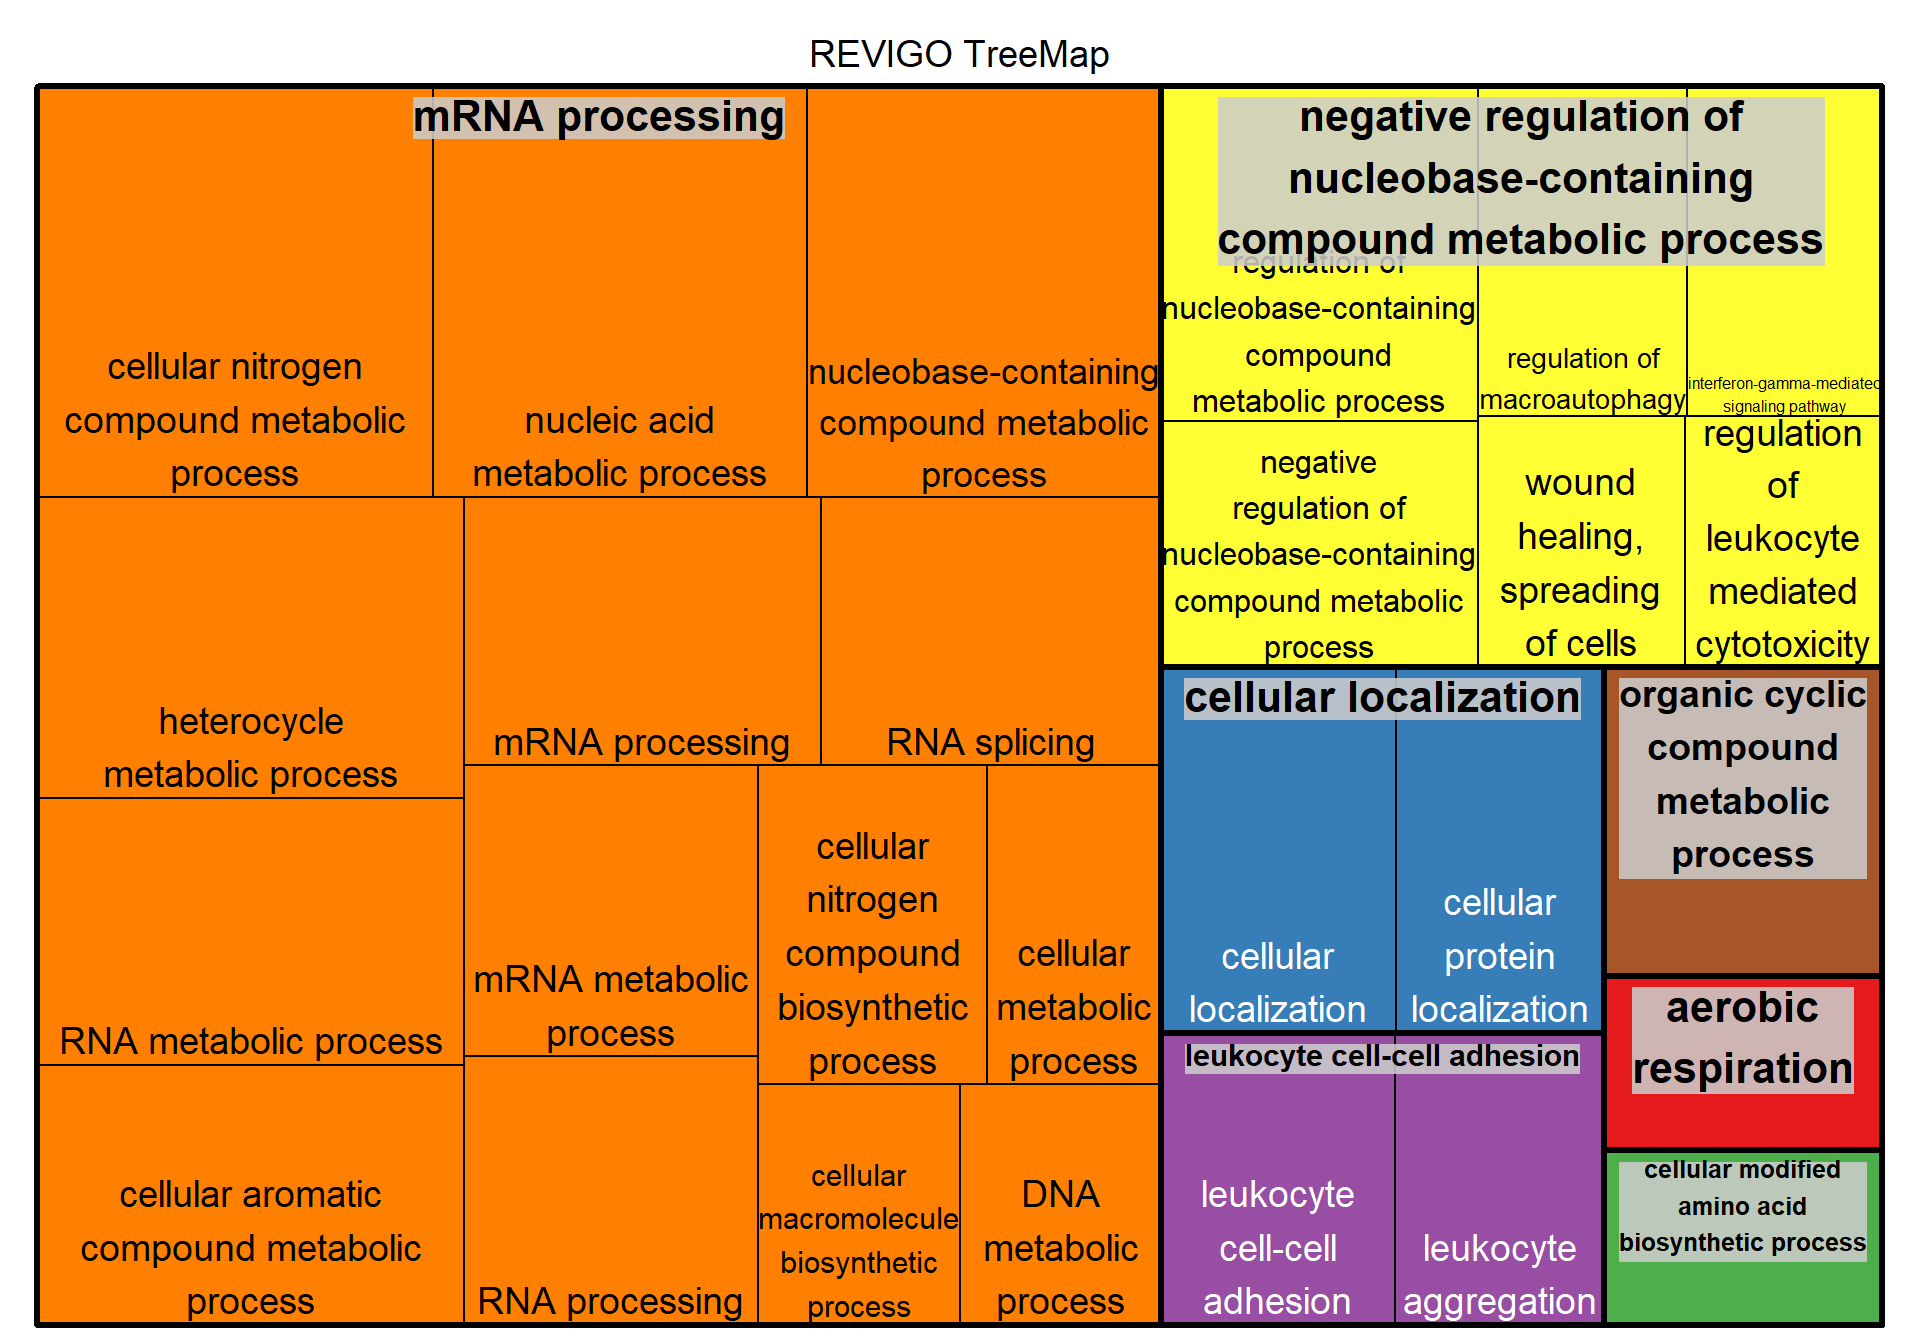 REVIGO TreeMap
mRNA processing
cellular nitrogen
compound metabolic
process
nucleic acid
metabolic process
nucleobase-containing
compound metabolic
process
heterocycle
metabolic process
mRNA processing
RNA splicing
RNA metabolic process
mRNA metabolic
process
cellular
nitrogen
compound
biosynthetic
process
cellular
metabolic
process
cellular aromatic
compound metabolic
process
RNA processing
cellular
macromolecule
biosynthetic
process
DNA
metabolic
process
negative regulation of
nucleobase-containing
compound metabolic process
regulation of
nucleobase-containing
compound
metabolic process
regulation of
macroautophagy
interferon-gamma-mediated
signaling pathway
negative
regulation of
nucleobase-containing
compound metabolic
process
wound
healing,
spreading
of cells
regulation
of
leukocyte
mediated
cytotoxicity
cellular localization
cellular
localization
cellular
protein
localization
leukocyte cell-cell adhesion
leukocyte
cell-cell
adhesion
leukocyte
aggregation
organic cyclic
compound
metabolic
process
aerobic
respiration
cellular modified
amino acid
biosynthetic process